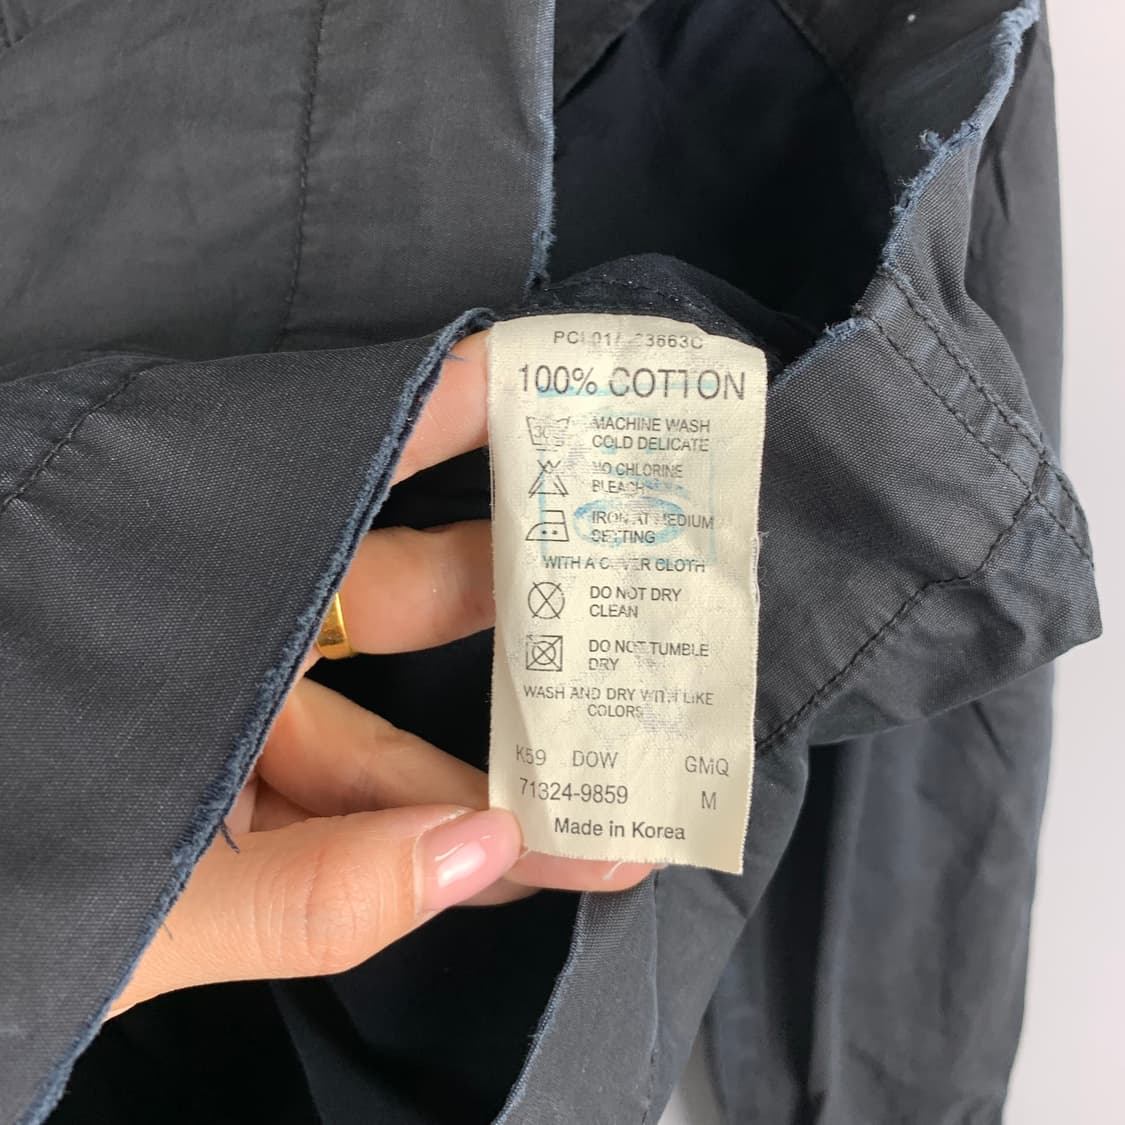 100% COTTON
30
MACHINE WASH
COLD DELICATE
NO CHLORINE
BLEACH
IRON AT MEDIUM
SETTING
WITH A COVER CLOTH
DO NOT DRY
CLEAN
DO NOT TUMBLE
DRY
WASH AND DRY WITH LIKE
COLORS
K59 DOW GMQ
71324-9859 M
Made in Korea